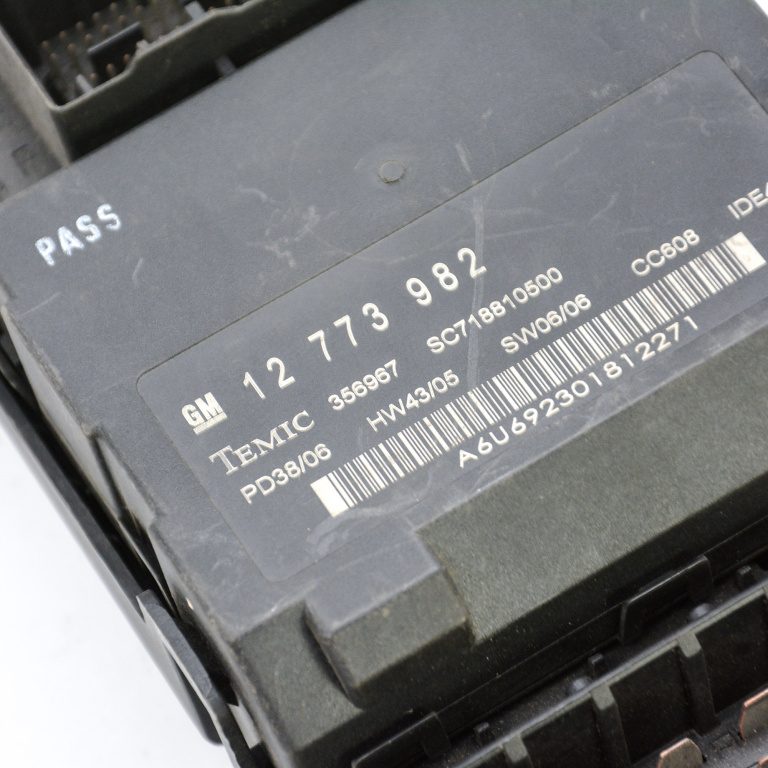 PASS
GM 12 773 982
TEMIC 356967 SC718810500
PD38/06 HW43/05 SW06/06 CC608
A6U692301812271